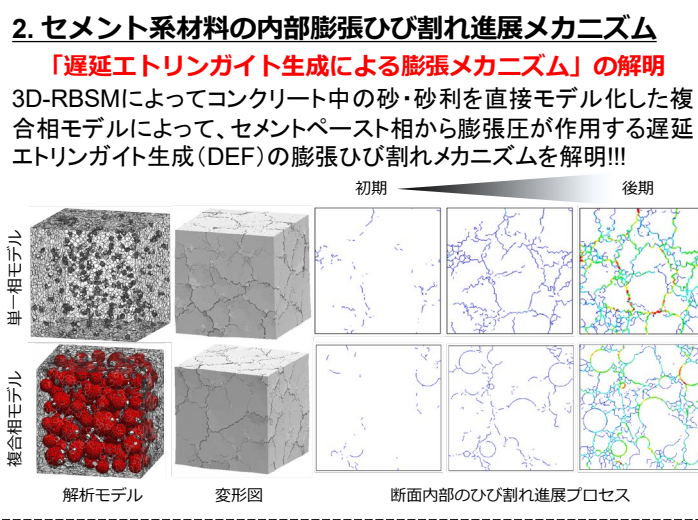 2. セメント系材料の内部膨張ひび割れ進展メカニズム
「遅延エトリンガイト生成による膨張メカニズム」の解明
3D-RBSMによってコンクリート中の砂・砂利を直接モデル化した複
合相モデルによって、セメントペースト相から膨張圧が作用する遅延
エトリンガイト生成（DEF）の膨張ひび割れメカニズムを解明!!!
初期
後期
単一相モデル
複合相モデル
解析モデル
変形図
断面内部のひび割れ進展プロセス